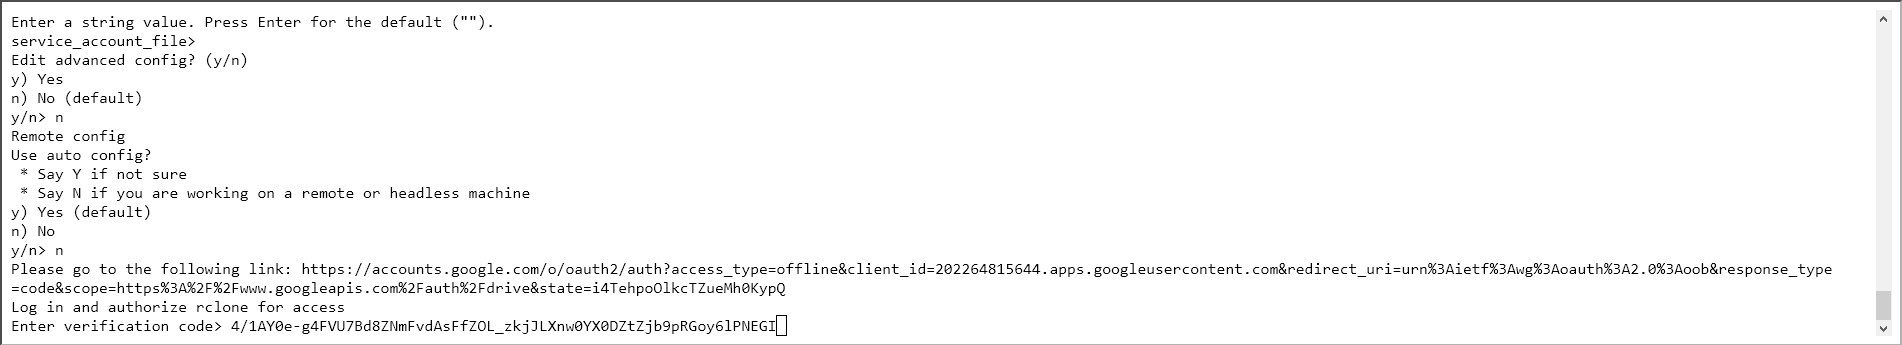 Enter a string value. Press Enter for the default ("").
service_account_file>
Edit advanced config? (y/n)
y) Yes
n) No (default)
y/n> n
Remote config
Use auto config?
 * Say Y if not sure
 * Say N if you are working on a remote or headless machine
y) Yes (default)
n) No
y/n> n
Please go to the following link: https://accounts.google.com/o/oauth2/auth?access_type=offline&client_id=202264815644.apps.googleusercontent.com&redirect_uri=urn%3Aietf%3Awg%3Aoauth%3A2.0%3Aoob&response_type
=code&scope=https%3A%2F%2Fwww.googleapis.com%2Fauth%2Fdrive&state=i4TehpoOlkcTZueMh0KypQ
Log in and authorize rclone for access
Enter verification code> 4/1AY0e-g4FVU7Bd8ZNmFvdAsFfZOL_zkjJLXnw0YX0DZtZjb9pRGoy6lPNEGI